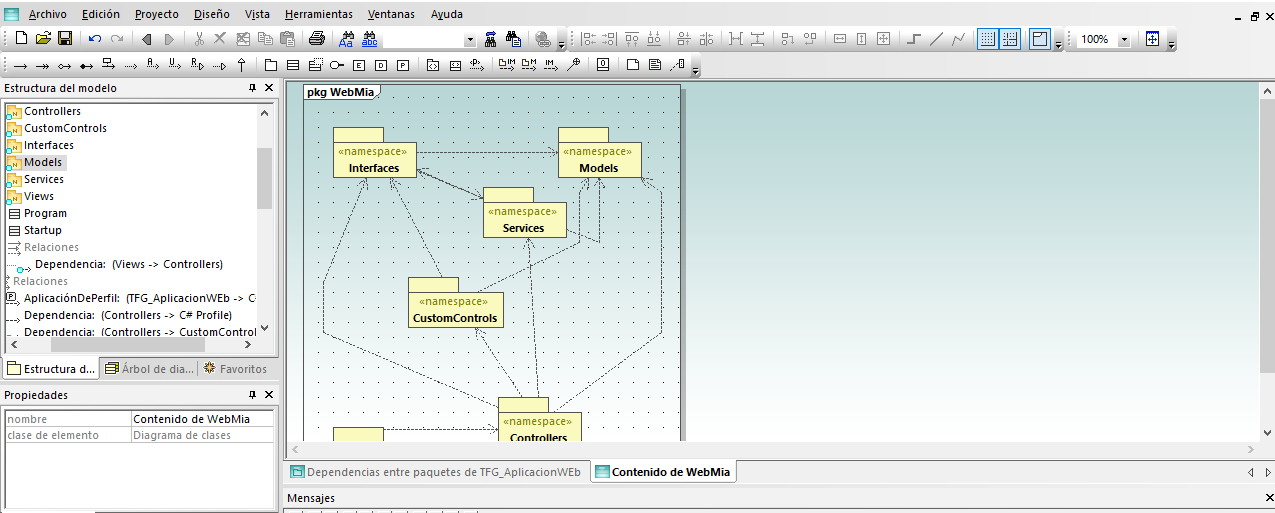 Archivo Edición Proyecto Diseño Vista Herramientas Ventanas Ayuda
100%
Estructura del modelo
Controllers
CustomControls
Interfaces
Models
Services
Views
Program
Startup
Relaciones
Dependencia: (Views -> Controllers)
Relaciones
AplicaciónDePerfil: (TFG_AplicacionWEb -> C
Dependencia: (Controllers -> C# Profile)
Dependencia: (Controllers -> CustomControl
Estructura d... Árbol de dia... Favoritos
Propiedades
nombre Contenido de WebMia
clase de elemento Diagrama de clases
pkg WebMia
«namespace» «namespace»
Interfaces Models
«namespace»
Services
«namespace»
CustomControls
«namespace»
Controllers
Dependencias entre paquetes de TFG_AplicacionWEb Contenido de WebMia
Mensajes